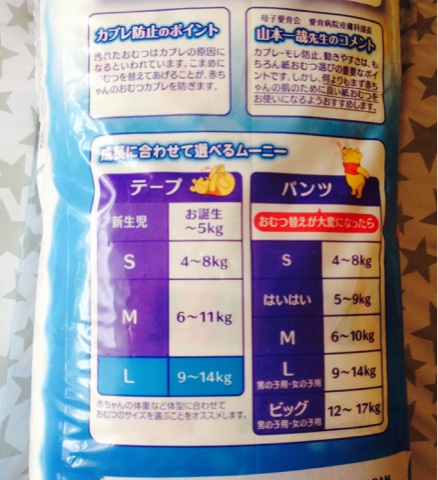 カブレ防止のポイント
汚れたおむつはカブレの原因に
なるといわれています。こまめに
おむつを替えてあげることが、赤ち
ゃんのおむつカブレを防ぎます。
母子愛育会 愛育病院皮膚科部長
山本一哉先生のコメント
カブレ・モレ防止、動きやすさは、も
ちろん紙おむつ選びの重要なポイ
ントです。しかし、何よりもまず赤ち
ゃんの肌のために良い紙おむつを
お使いになるようおすすめします。
成長に合わせて選べるムーニー
テープ
新生児 お誕生
～5kg
S 4～8kg
M 6～11kg
L 9～14kg
赤ちゃんの体重など体型に合わせて
おむつのサイズを選ぶことをオススメします。
パンツ
おむつ替えが大変になったら
S 4～8kg
はいはい 5～9kg
M 6～10kg
L 9～14kg
男の子用・女の子用
ビッグ 12～17kg
男の子用・女の子用